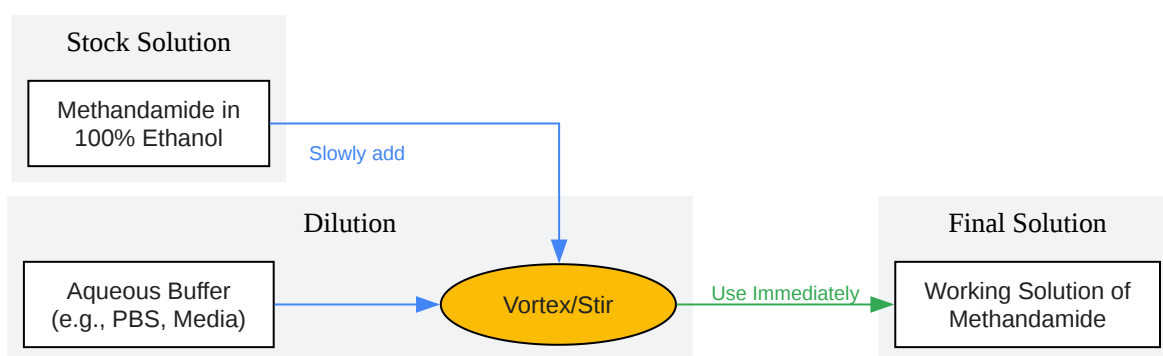 Stock Solution
Methandamide in
100% Ethanol
Slowly add
Dilution
Aqueous Buffer
(e.g., PBS, Media)
Vortex/Stir
Use Immediately
Final Solution
Working Solution of
Methandamide